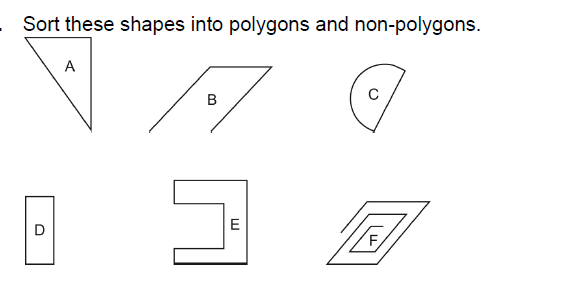 . Sort these shapes into polygons and non-polygons.
A
B
C
D
E
F